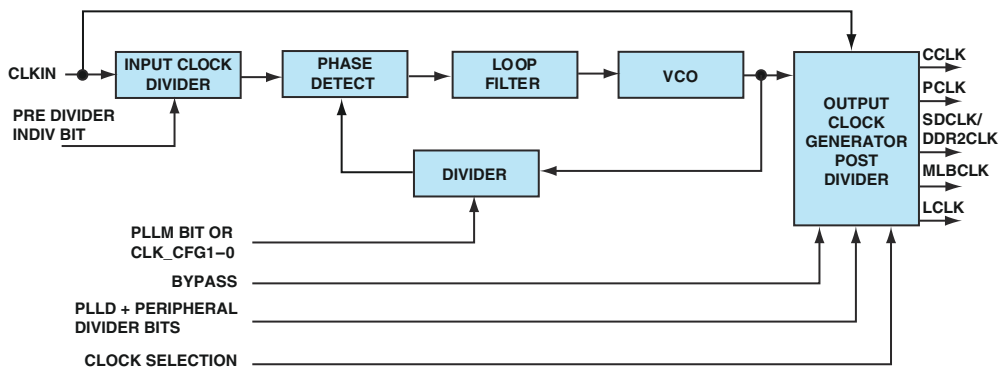 CLKIN
INPUT CLOCK
DIVIDER
PHASE
DETECT
LOOP
FILTER
VCO
PRE DIVIDER
INDIV BIT
DIVIDER
OUTPUT
CLOCK
GENERATOR
POST
DIVIDER
CCLK
PCLK
SDCLK/
DDR2CLK
MLBCLK
LCLK
PLLM BIT OR
CLK_CFG1–0
BYPASS
PLLD + PERIPHERAL
DIVIDER BITS
CLOCK SELECTION